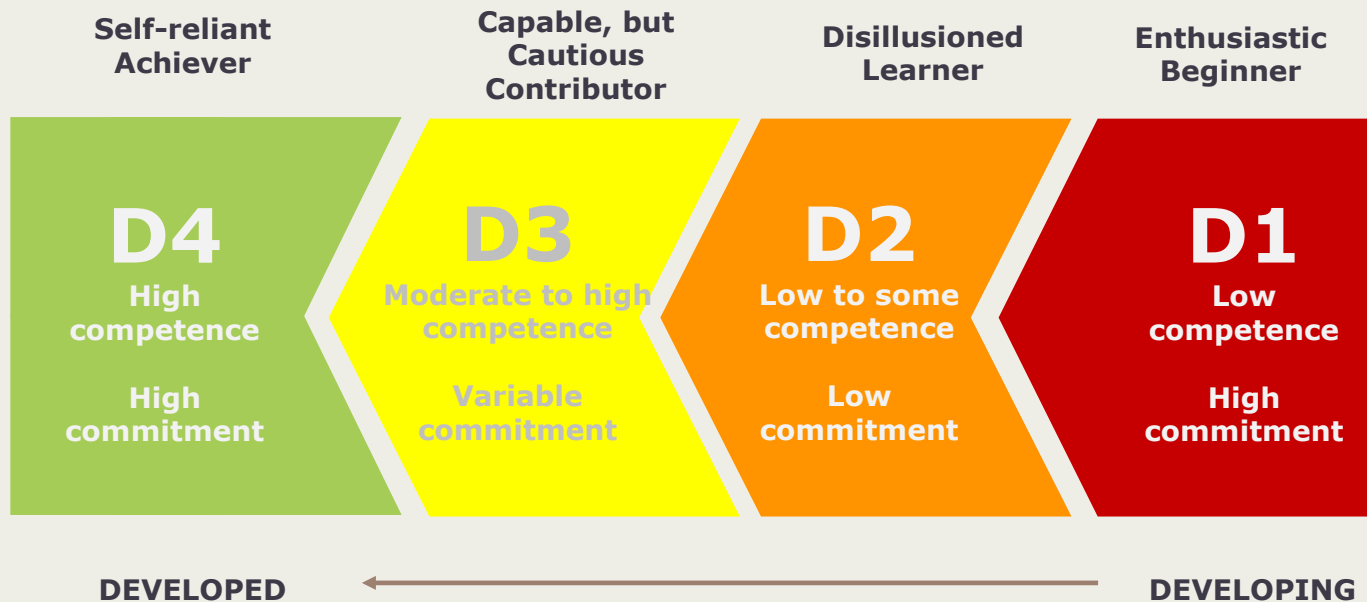 Self-reliant
Achiever
Capable, but
Cautious
Contributor
Disillusioned
Learner
Enthusiastic
Beginner
D4
High
competence
High
commitment
D3
Moderate to high
competence
Variable
commitment
D2
Low to some
competence
Low
commitment
D1
Low
competence
High
commitment
DEVELOPED
DEVELOPING